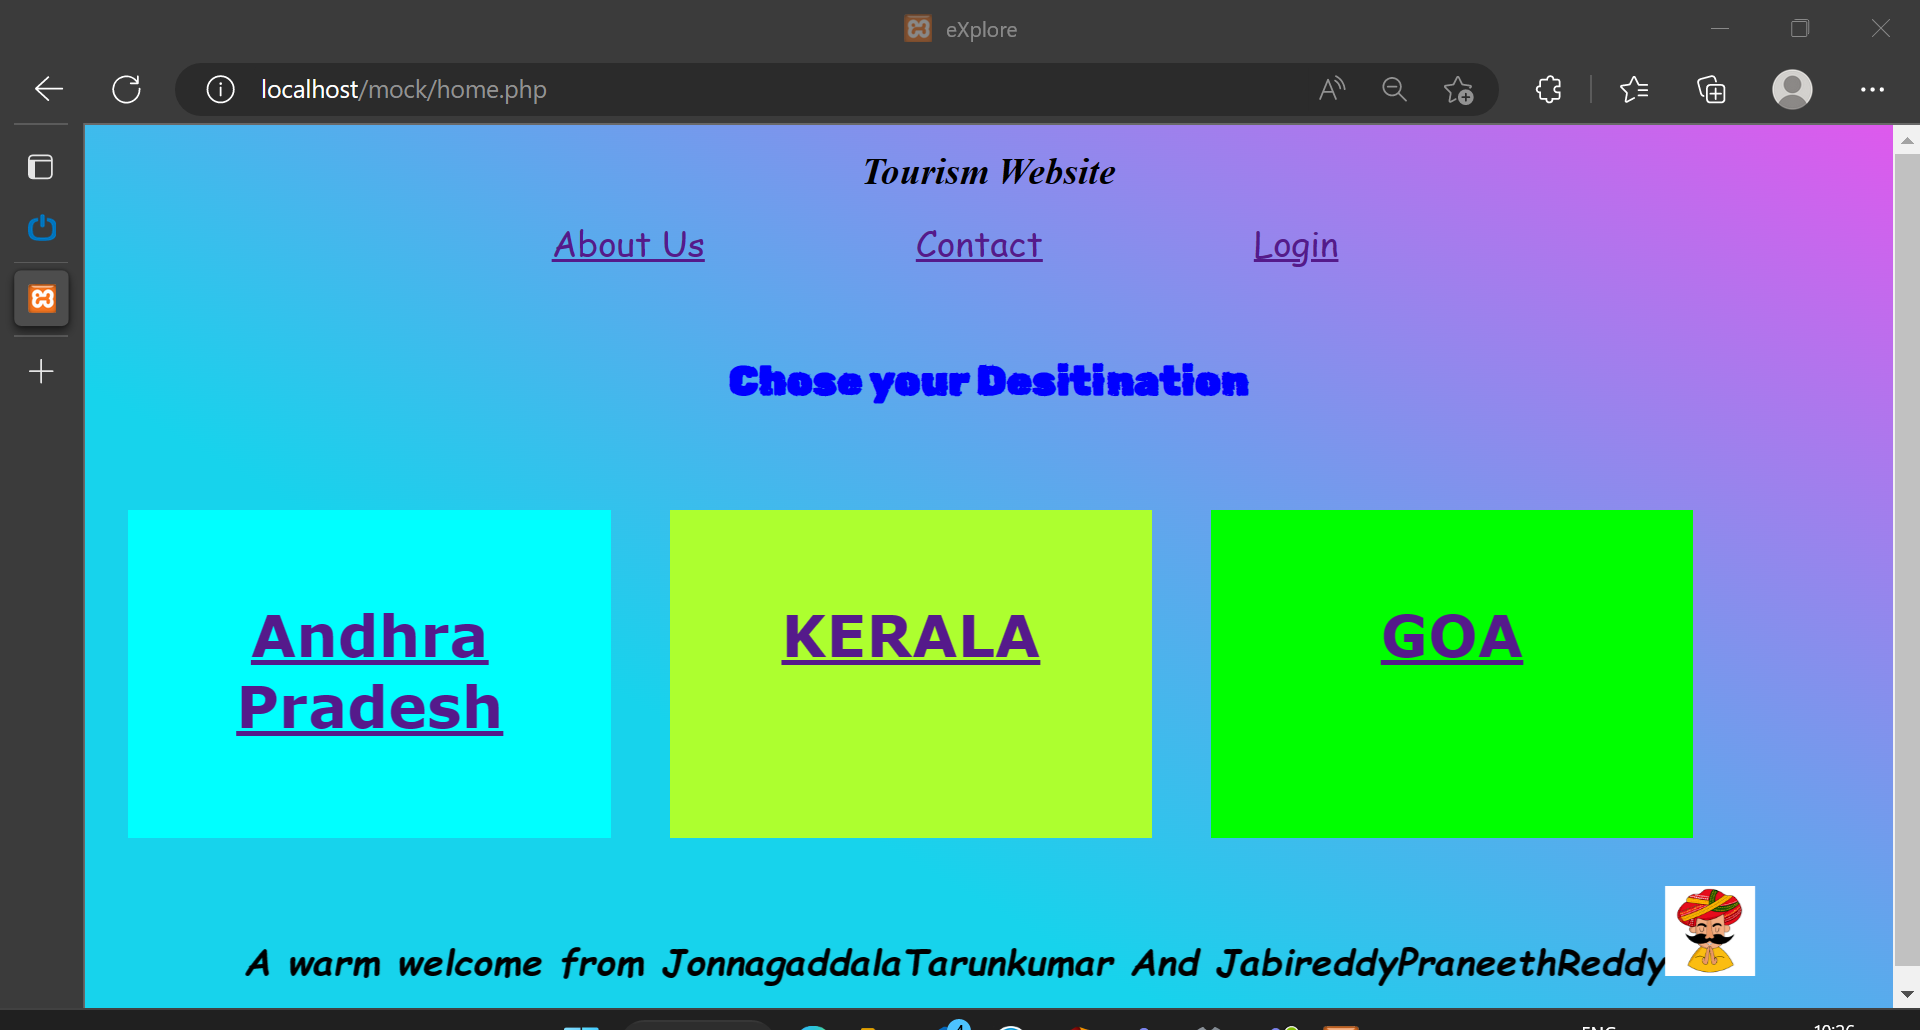 eXplore
localhost/mock/home.php
Tourism Website
About Us Contact Login
Chose your Desitination
Andhra
Pradesh
KERALA
GOA
A warm welcome from JonnagaddalaTarunkumar And JabireddyPraneethReddy